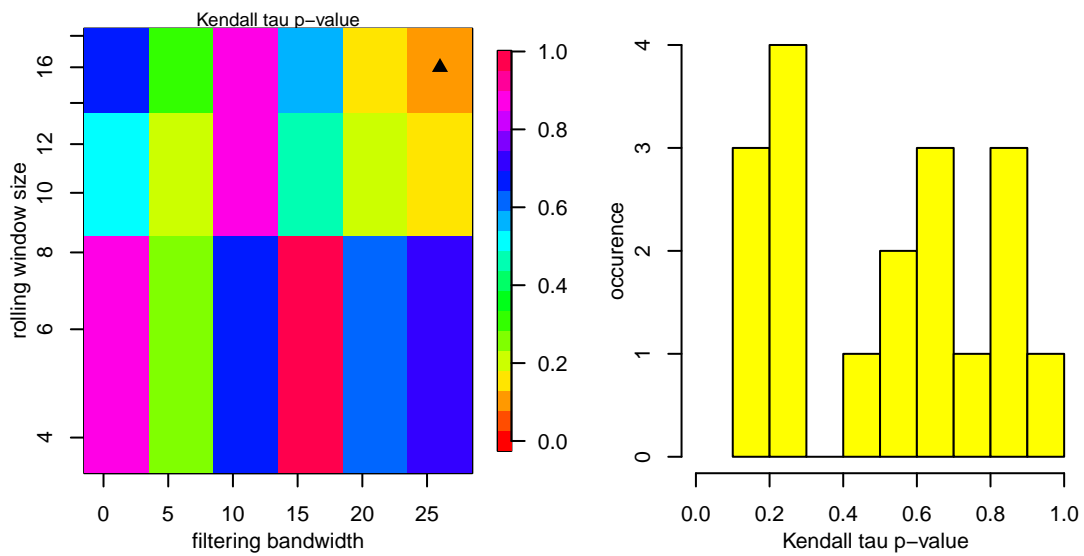 Kendall tau p−value
rolling window size
16
12
10
8
6
4
0 5 10 15 20 25
filtering bandwidth
1.0
0.8
0.6
0.4
0.2
0.0
occurence
4
3
2
1
0
0.0 0.2 0.4 0.6 0.8 1.0
Kendall tau p−value